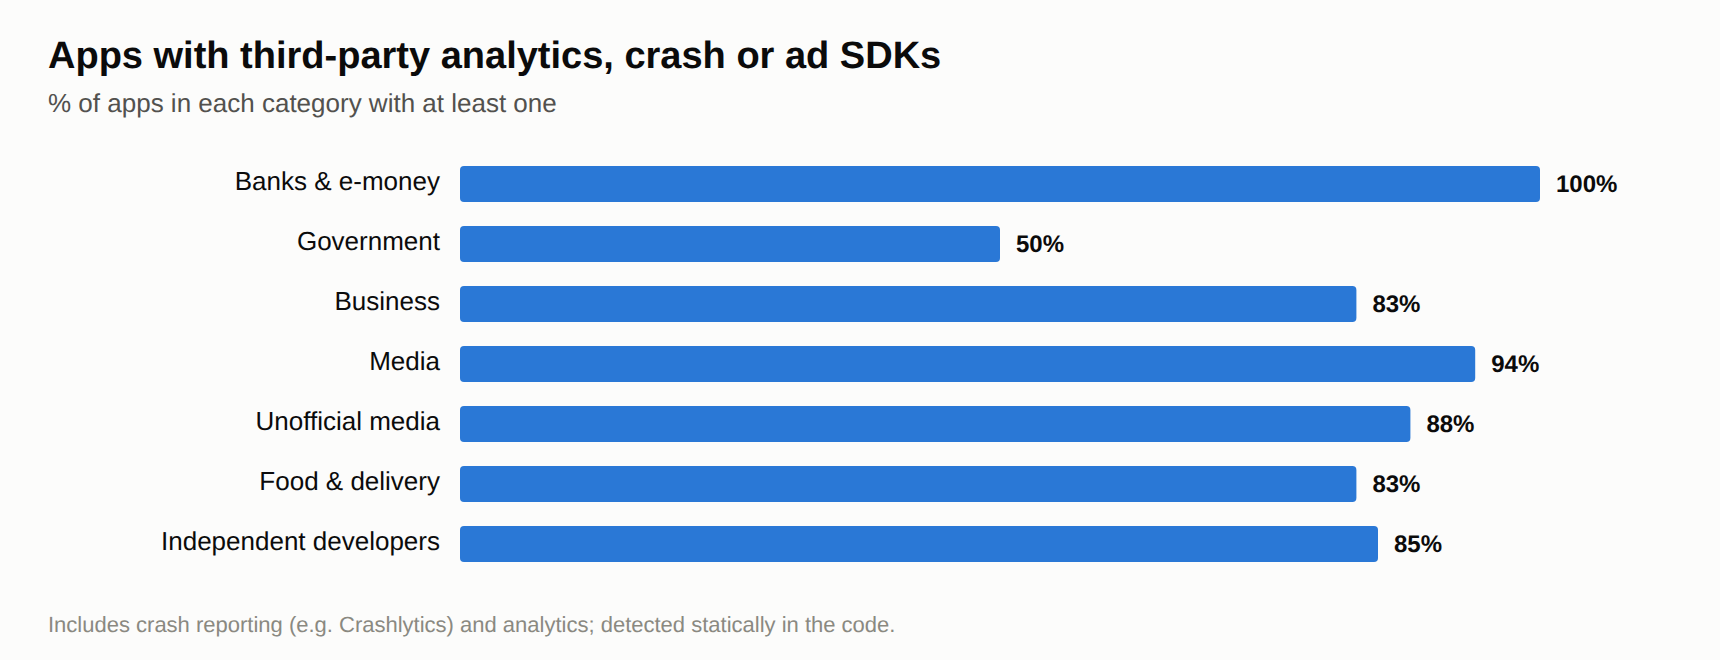 Apps with third-party analytics, crash or ad SDKs
% of apps in each category with at least one
Banks & e-money 100%
Government 50%
Business 83%
Media 94%
Unofficial media 88%
Food & delivery 83%
Independent developers 85%
Includes crash reporting (e.g. Crashlytics) and analytics; detected statically in the code.